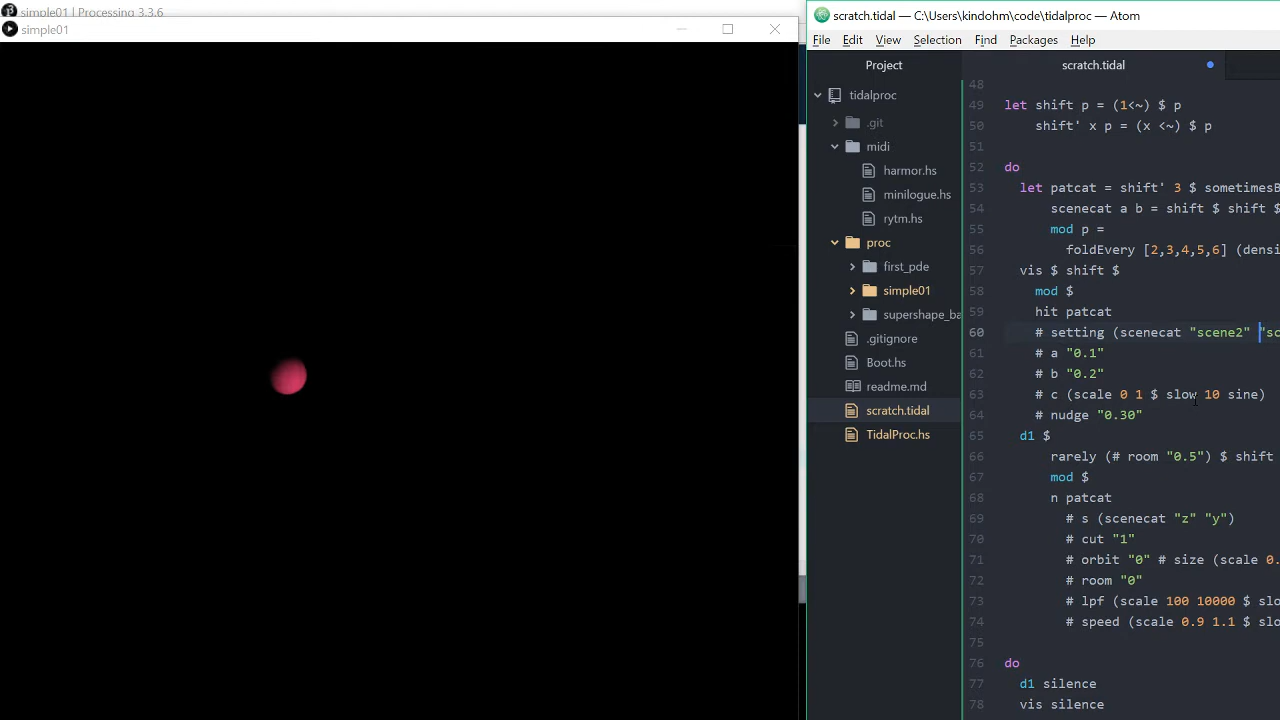 simple01 | Processing 3.3.6
simple01
scratch.tidal — C:\Users\kindohm\code\tidalproc — Atom
File Edit View Selection Find Packages Help
Project
tidalproc
.git
midi
harmor.hs
minilogue.hs
rytm.hs
proc
first_pde
simple01
supershape_ba
.gitignore
Boot.hs
readme.md
scratch.tidal
TidalProc.hs
scratch.tidal
48
49 let shift p = (1<~) $ p
50 shift' x p = (x <~) $ p
51
52 do
53 let patcat = shift' 3 $ sometimesB
54 scenecat a b = shift $ shift $
55 mod p =
56 foldEvery [2,3,4,5,6] (densi
57 vis $ shift $
58 mod $
59 hit patcat
60 # setting (scenecat "scene2" "sc
61 # a "0.1"
62 # b "0.2"
63 # c (scale 0 1 $ slow 10 sine)
64 # nudge "0.30"
65 d1 $
66 rarely (# room "0.5") $ shift
67 mod $
68 n patcat
69 # s (scenecat "z" "y")
70 # cut "1"
71 # orbit "0" # size (scale 0.
72 # room "0"
73 # lpf (scale 100 10000 $ slo
74 # speed (scale 0.9 1.1 $ slo
75
76 do
77 d1 silence
78 vis silence